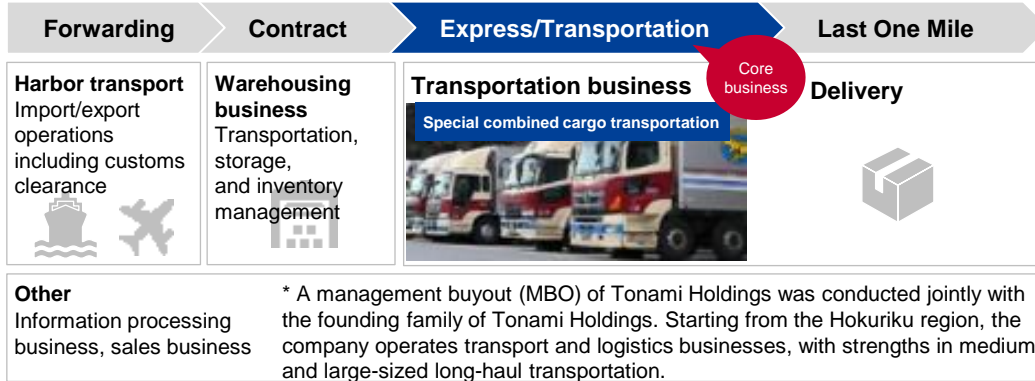 Forwarding
Contract
Express/Transportation
Last One Mile
Core
business
Harbor transport
Import/export
operations
including customs
clearance
Warehousing
business
Transportation,
storage,
and inventory
management
Transportation business
Special combined cargo transportation
Delivery
Other
Information processing
business, sales business
* A management buyout (MBO) of Tonami Holdings was conducted jointly with
the founding family of Tonami Holdings. Starting from the Hokuriku region, the
company operates transport and logistics businesses, with strengths in medium
and large-sized long-haul transportation.